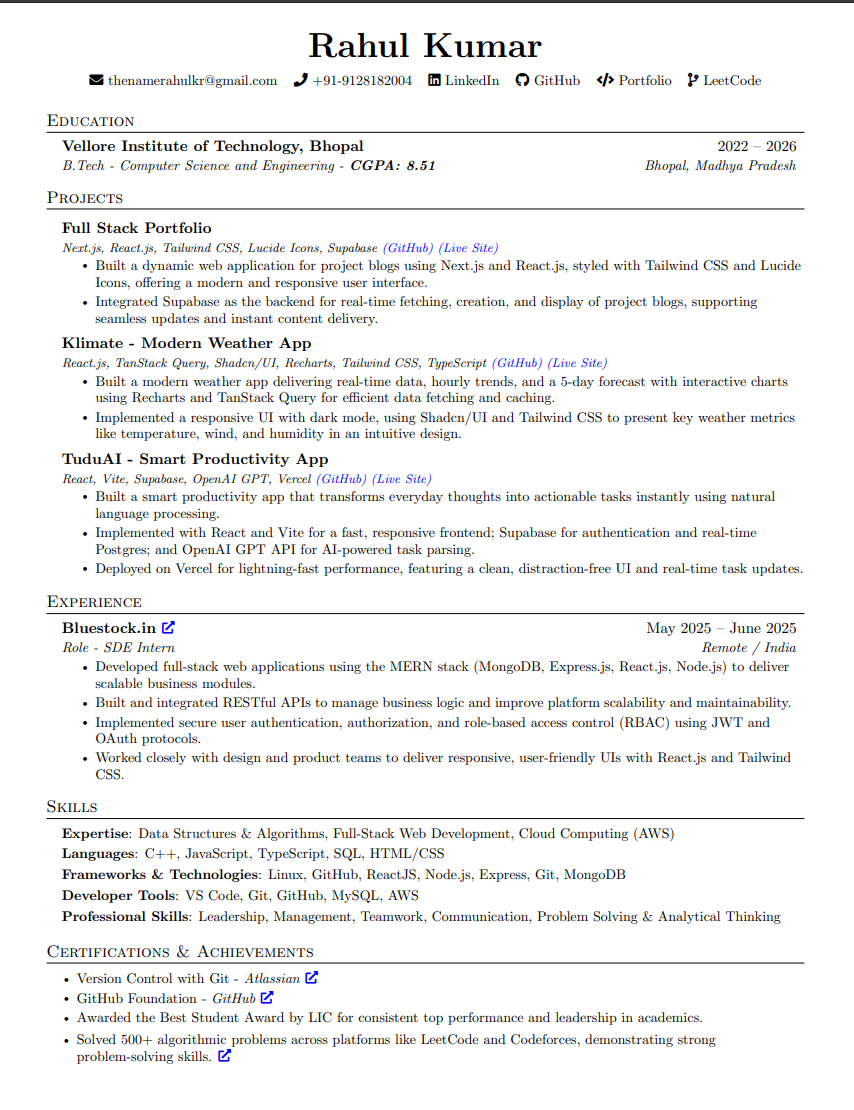 Rahul Kumar
thenamerahulkr@gmail.com +91-9128182004 LinkedIn GitHub Portfolio LeetCode
Education
Vellore Institute of Technology, Bhopal 2022 – 2026
B.Tech - Computer Science and Engineering - CGPA: 8.51 Bhopal, Madhya Pradesh
Projects
Full Stack Portfolio
Next.js, React.js, Tailwind CSS, Lucide Icons, Supabase (GitHub) (Live Site)
• Built a dynamic web application for project blogs using Next.js and React.js, styled with Tailwind CSS and Lucide
Icons, offering a modern and responsive user interface.
• Integrated Supabase as the backend for real-time fetching, creation, and display of project blogs, supporting
seamless updates and instant content delivery.
Klimate - Modern Weather App
React.js, TanStack Query, Shadcn/UI, Recharts, Tailwind CSS, TypeScript (GitHub) (Live Site)
• Built a modern weather app delivering real-time data, hourly trends, and a 5-day forecast with interactive charts
using Recharts and TanStack Query for efficient data fetching and caching.
• Implemented a responsive UI with dark mode, using Shadcn/UI and Tailwind CSS to present key weather metrics
like temperature, wind, and humidity in an intuitive design.
TuduAI - Smart Productivity App
React, Vite, Supabase, OpenAI GPT, Vercel (GitHub) (Live Site)
• Built a smart productivity app that transforms everyday thoughts into actionable tasks instantly using natural
language processing.
• Implemented with React and Vite for a fast, responsive frontend; Supabase for authentication and real-time
Postgres; and OpenAI GPT API for AI-powered task parsing.
• Deployed on Vercel for lightning-fast performance, featuring a clean, distraction-free UI and real-time task updates.
Experience
Bluestock.in May 2025 – June 2025
Role - SDE Intern Remote / India
• Developed full-stack web applications using the MERN stack (MongoDB, Express.js, React.js, Node.js) to deliver
scalable business modules.
• Built and integrated RESTful APIs to manage business logic and improve platform scalability and maintainability.
• Implemented secure user authentication, authorization, and role-based access control (RBAC) using JWT and
OAuth protocols.
• Worked closely with design and product teams to deliver responsive, user-friendly UIs with React.js and Tailwind
CSS.
Skills
Expertise: Data Structures & Algorithms, Full-Stack Web Development, Cloud Computing (AWS)
Languages: C++, JavaScript, TypeScript, SQL, HTML/CSS
Frameworks & Technologies: Linux, GitHub, ReactJS, Node.js, Express, Git, MongoDB
Developer Tools: VS Code, Git, GitHub, MySQL, AWS
Professional Skills: Leadership, Management, Teamwork, Communication, Problem Solving & Analytical Thinking
Certifications & Achievements
• Version Control with Git - Atlassian
• GitHub Foundation - GitHub
• Awarded the Best Student Award by LIC for consistent top performance and leadership in academics.
• Solved 500+ algorithmic problems across platforms like LeetCode and Codeforces, demonstrating strong
problem-solving skills.